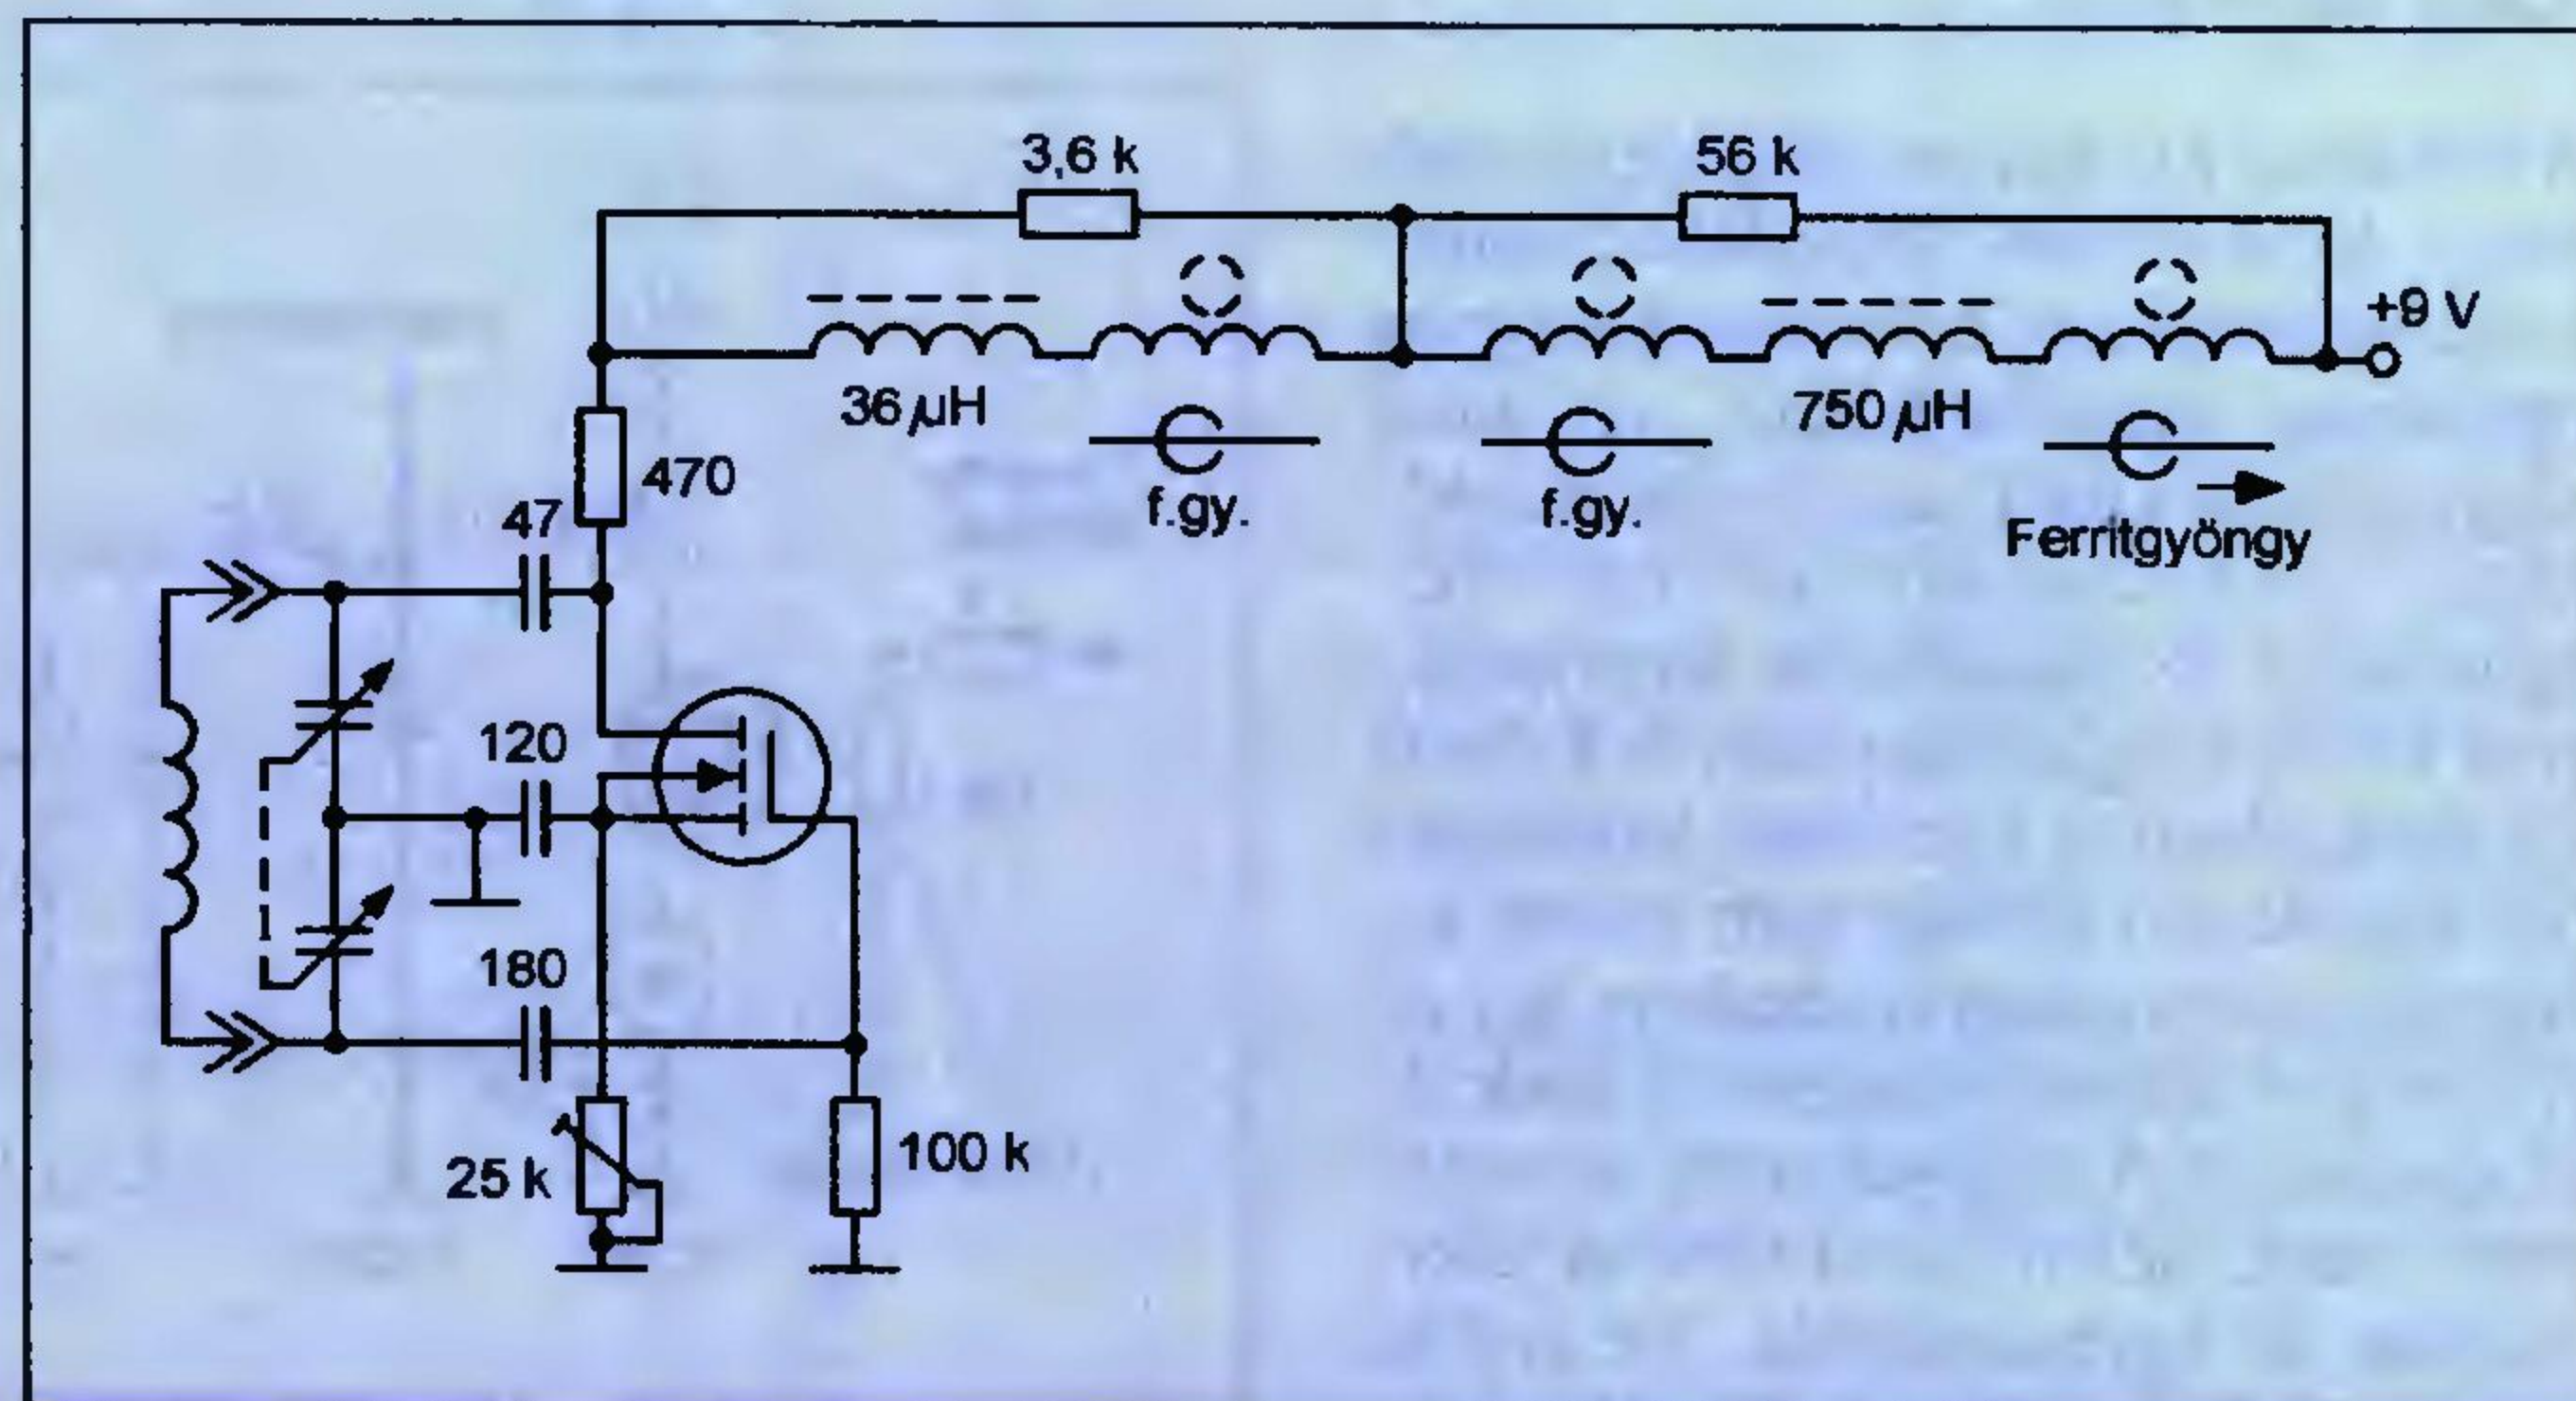 3,6 k
56 k
+9 V
36 µH
750 µH
470
f.gy.
f.gy.
47
Ferritgyöngy
120
180
25 k
100 k